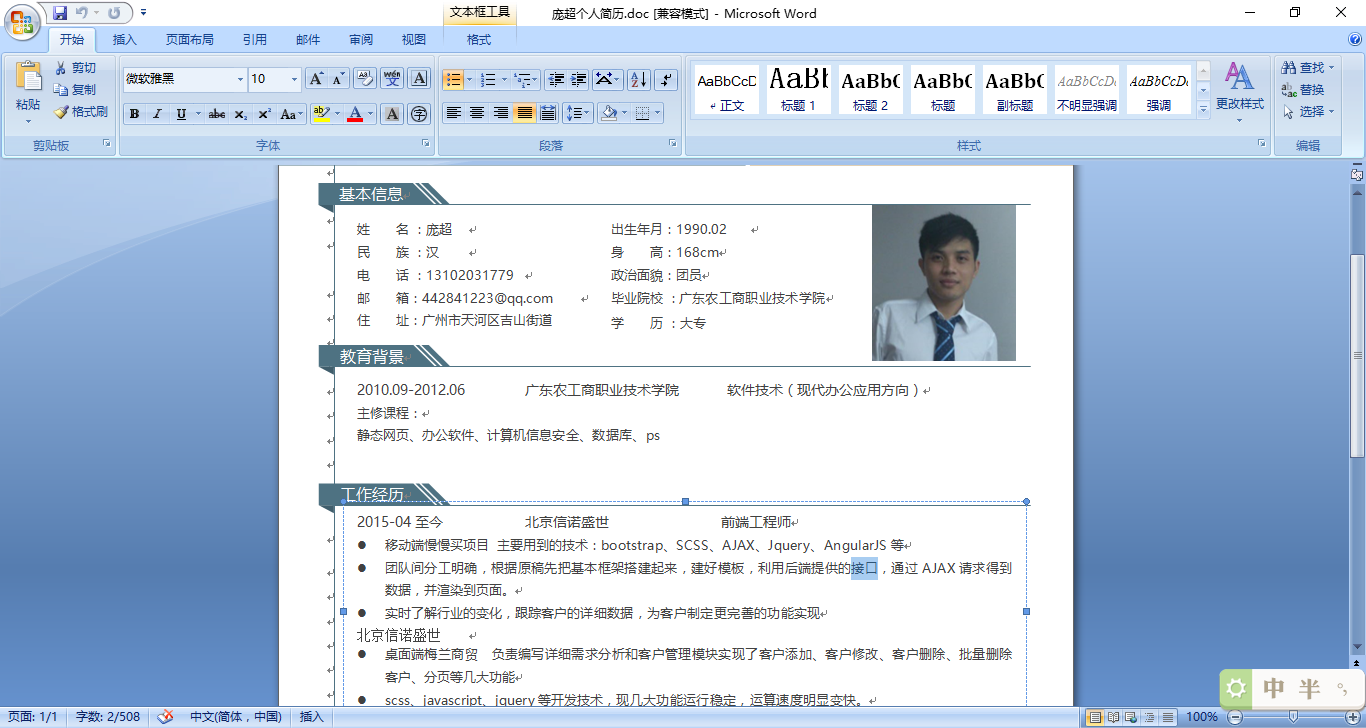 文本框工具
庞超个人简历.doc [兼容模式] - Microsoft Word
开始 插入 页面布局 引用 邮件 审阅 视图 格式
粘贴
剪切
复制
格式刷
剪贴板
微软雅黑 10
字体
段落
AaBbCcD AaBb AaBbC AaBbC AaBbC AaBbCcD AaBbCcD
正文 标题 1 标题 2 标题 副标题 不明显强调 强调
更改样式
样式
查找
替换
选择
编辑
基本信息
姓 名：庞超 出生年月：1990.02
民 族：汉 身 高：168cm
电 话：13102031779 政治面貌：团员
邮 箱：442841223@qq.com 毕业院校：广东农工商职业技术学院
住 址：广州市天河区吉山街道 学 历：大专
教育背景
2010.09-2012.06 广东农工商职业技术学院 软件技术（现代办公应用方向）
主修课程：
静态网页、办公软件、计算机信息安全、数据库、ps
工作经历
2015-04 至今 北京信诺盛世 前端工程师
● 移动端慢慢买项目 主要用到的技术：bootstrap、SCSS、AJAX、Jquery、AngularJS 等
● 团队间分工明确，根据原稿先把基本框架搭建起来，建好模板，利用后端提供的接口，通过 AJAX 请求得到
数据，并渲染到页面。
● 实时了解行业的变化，跟踪客户的详细数据，为客户制定更完善的功能实现
北京信诺盛世
● 桌面端梅兰商贸 负责编写详细需求分析和客户管理模块实现了客户添加、客户修改、客户删除、批量删除
客户、分页等几大功能
● scss、javascript、jquery 等开发技术，现几大功能运行稳定，运算速度明显变快。
中 半
页面: 1/1 字数: 2/508 中文(简体，中国) 插入 100%